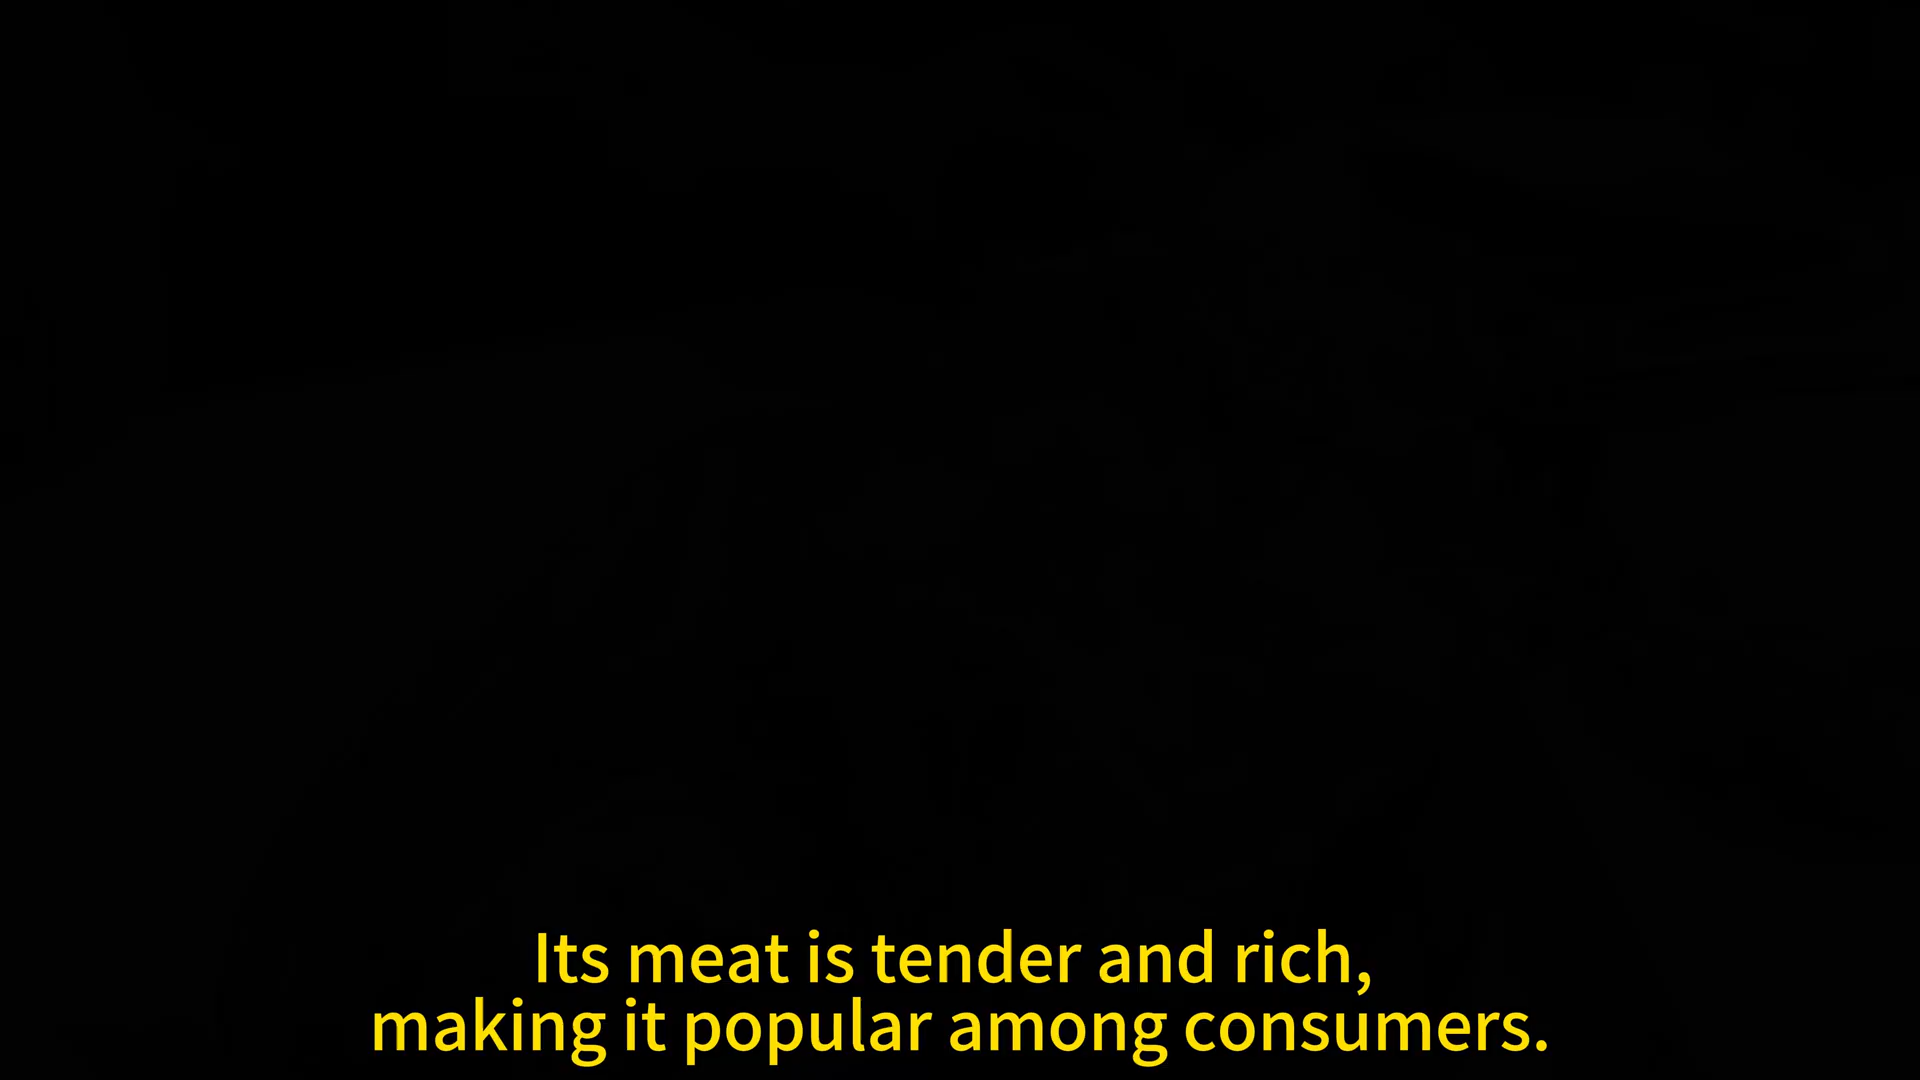 Its meat is tender and rich,
making it popular among consumers.